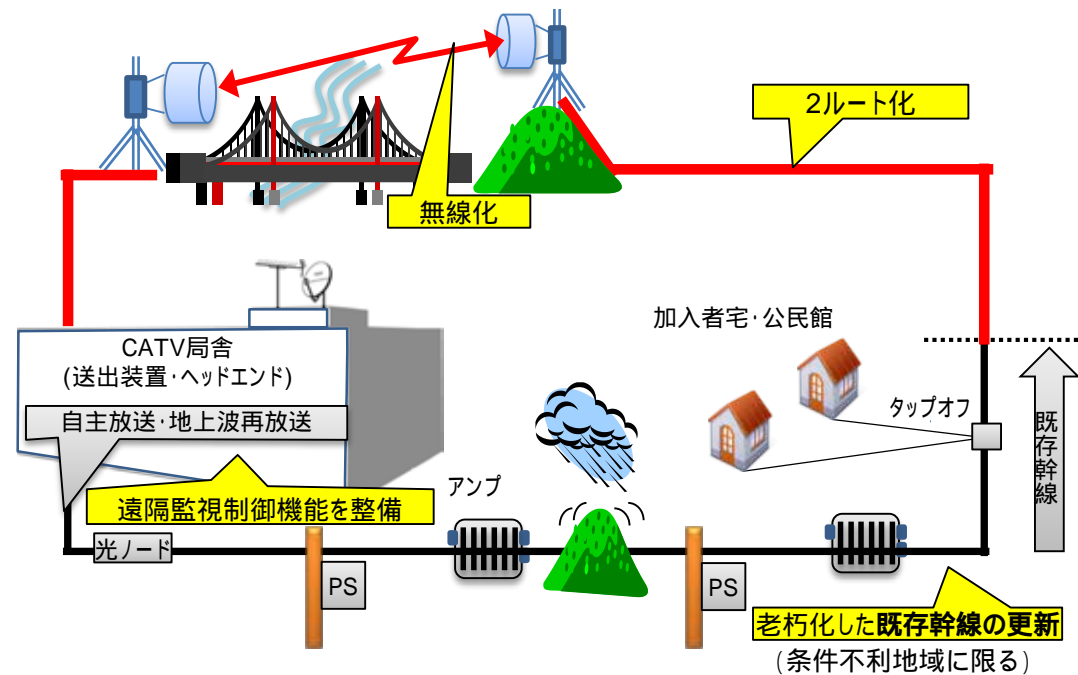 2ルート化
無線化
CATV局舎
(送出装置･ヘッドエンド)
自主放送･地上波再放送
遠隔監視制御機能を整備
加入者宅･公民館
タップオフ
既存幹線
アンプ
光ノード
PS
PS
老朽化した既存幹線の更新
(条件不利地域に限る)